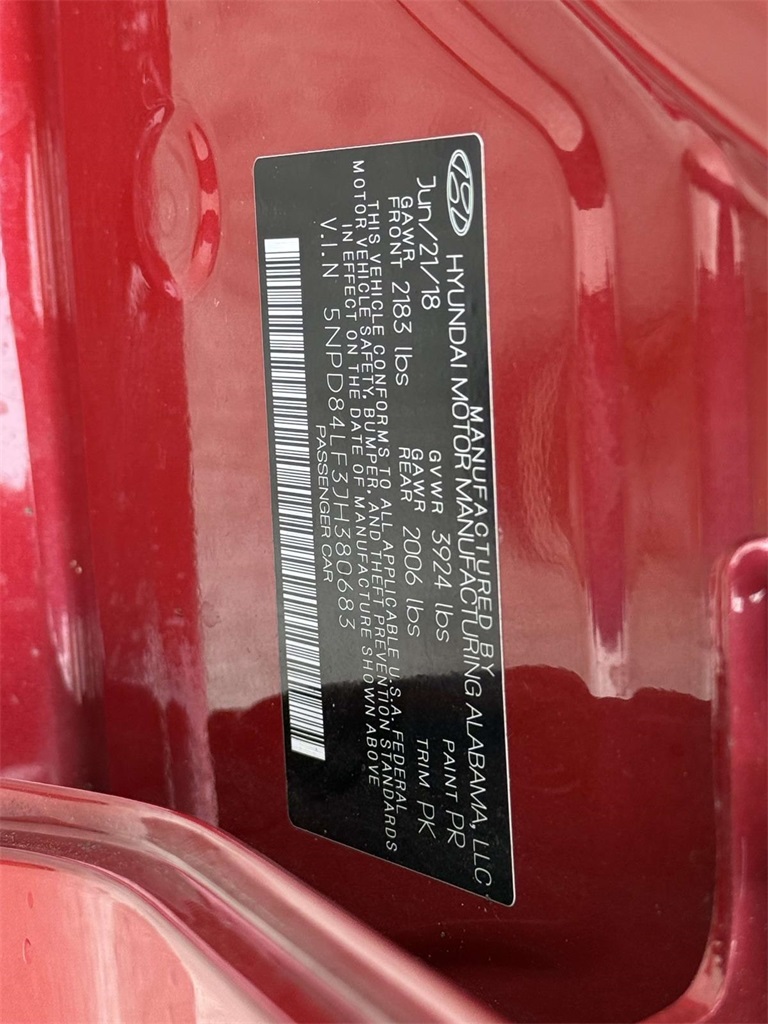 MANUFACTURED BY
HYUNDAI MOTOR MANUFACTURING ALABAMA, LLC
Jun/21/18 GVWR 3924 lbs PAINT PR
GAWR FRONT 2183 lbs GAWR REAR 2006 lbs TRIM PK
THIS VEHICLE CONFORMS TO ALL APPLICABLE U.S.A. FEDERAL
MOTOR VEHICLE SAFETY, BUMPER, AND THEFT PREVENTION STANDARDS
IN EFFECT ON THE DATE OF MANUFACTURE SHOWN ABOVE
V.I.N 5NPD84LF3JH380683
PASSENGER CAR